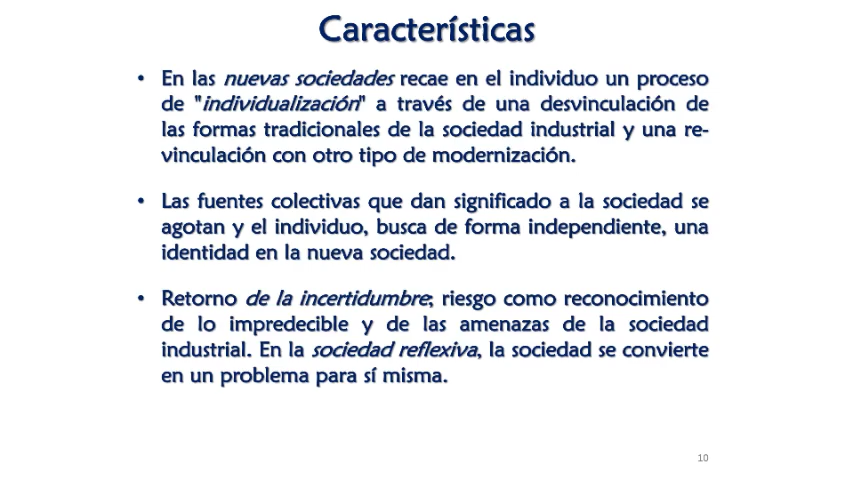 Características
• En las nuevas sociedades recae en el individuo un proceso
de "individualización" a través de una desvinculación de
las formas tradicionales de la sociedad industrial y una re-
vinculación con otro tipo de modernización.
• Las fuentes colectivas que dan significado a la sociedad se
agotan y el individuo, busca de forma independiente, una
identidad en la nueva sociedad.
• Retorno de la incertidumbre; riesgo como reconocimiento
de lo impredecible y de las amenazas de la sociedad
industrial. En la sociedad reflexiva, la sociedad se convierte
en un problema para sí misma.
10